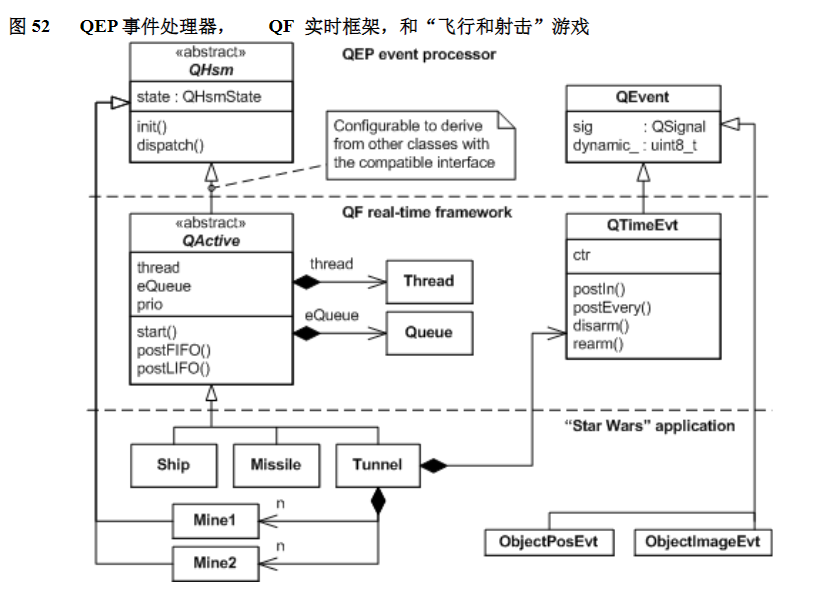 图 52 QEP 事件处理器， QF 实时框架，和“飞行和射击”游戏
«abstract»
QHsm
state : QHsmState
init()
dispatch()
QEP event processor
Configurable to derive
from other classes with
the compatible interface
QEvent
sig : QSignal
dynamic_ : uint8_t
QF real-time framework
«abstract»
QActive
thread
eQueue
prio
start()
postFIFO()
postLIFO()
thread
Thread
eQueue
Queue
QTimeEvt
ctr
postIn()
postEvery()
disarm()
rearm()
“Star Wars” application
Ship
Missile
Tunnel
n
Mine1
n
Mine2
ObjectPosEvt
ObjectImageEvt